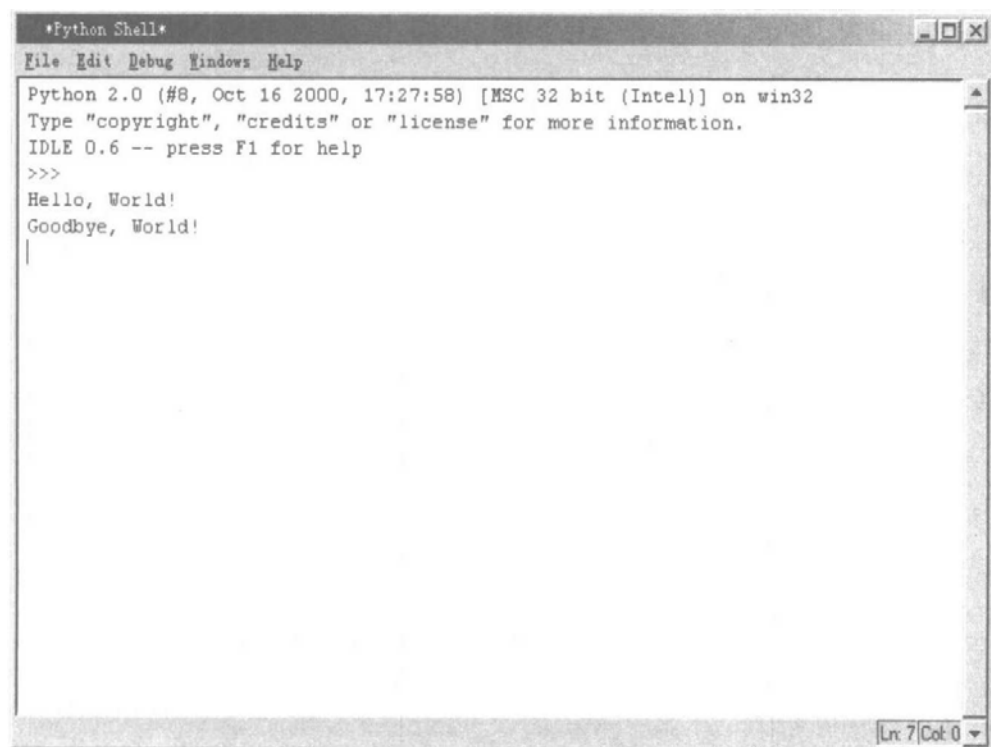 *Python Shell*
File Edit Debug Windows Help
Python 2.0 (#8, Oct 16 2000, 17:27:58) [MSC 32 bit (Intel)] on win32
Type "copyright", "credits" or "license" for more information.
IDLE 0.6 -- press F1 for help
>>>
Hello, World!
Goodbye, World!
Ln: 7 Col: 0